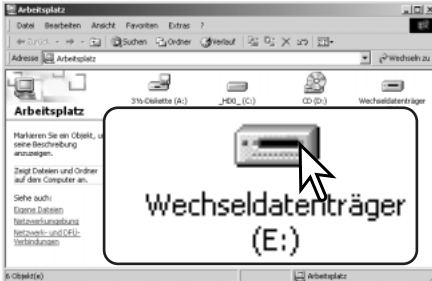 Arbeitsplatz
Datei Bearbeiten Ansicht Favoriten Extras ?
Zurück Suchen Ordner Verlauf
Adresse Arbeitsplatz Wechseln zu
Arbeitsplatz
3½-Diskette (A:) _HD0_ (C:) CD (D:) Wechseldatenträger
Markieren Sie ein Objekt, u
seine Beschreibung
anzuzeigen.
Zeigt Dateien und Ordner
auf dem Computer an.
Siehe auch:
Eigene Dateien
Netzwerkumgebung
Netzwerk- und DFÜ-
Verbindungen
Wechseldatenträger
(E:)
6 Objekt(e) Arbeitsplatz